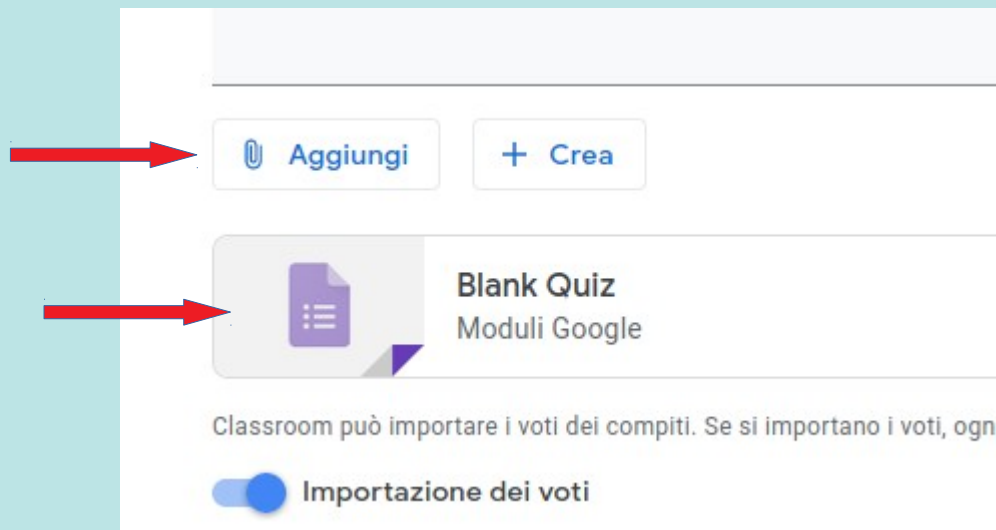 Aggiungi
+ Crea
Blank Quiz
Moduli Google
Classroom può importare i voti dei compiti. Se si importano i voti, ogn
Importazione dei voti